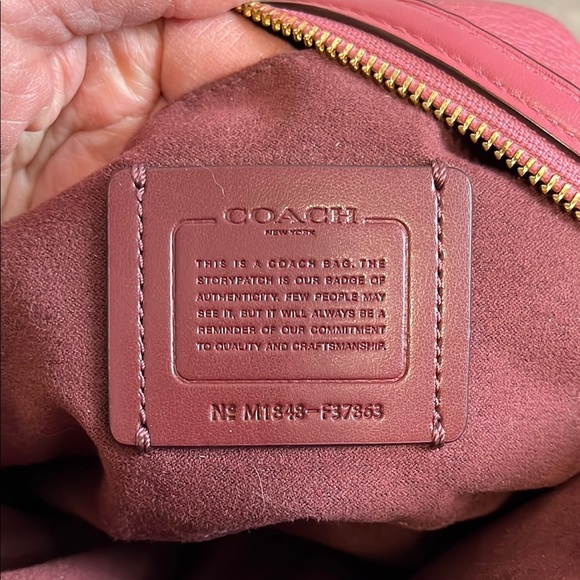 COACH
NEW YORK
THIS IS A COACH BAG. THE
STORYPATCH IS OUR BADGE OF
AUTHENTICITY. FEW PEOPLE MAY
SEE IT, BUT IT WILL ALWAYS BE A
REMINDER OF OUR COMMITMENT
TO QUALITY AND CRAFTSMANSHIP.
Nº M1848-F37863